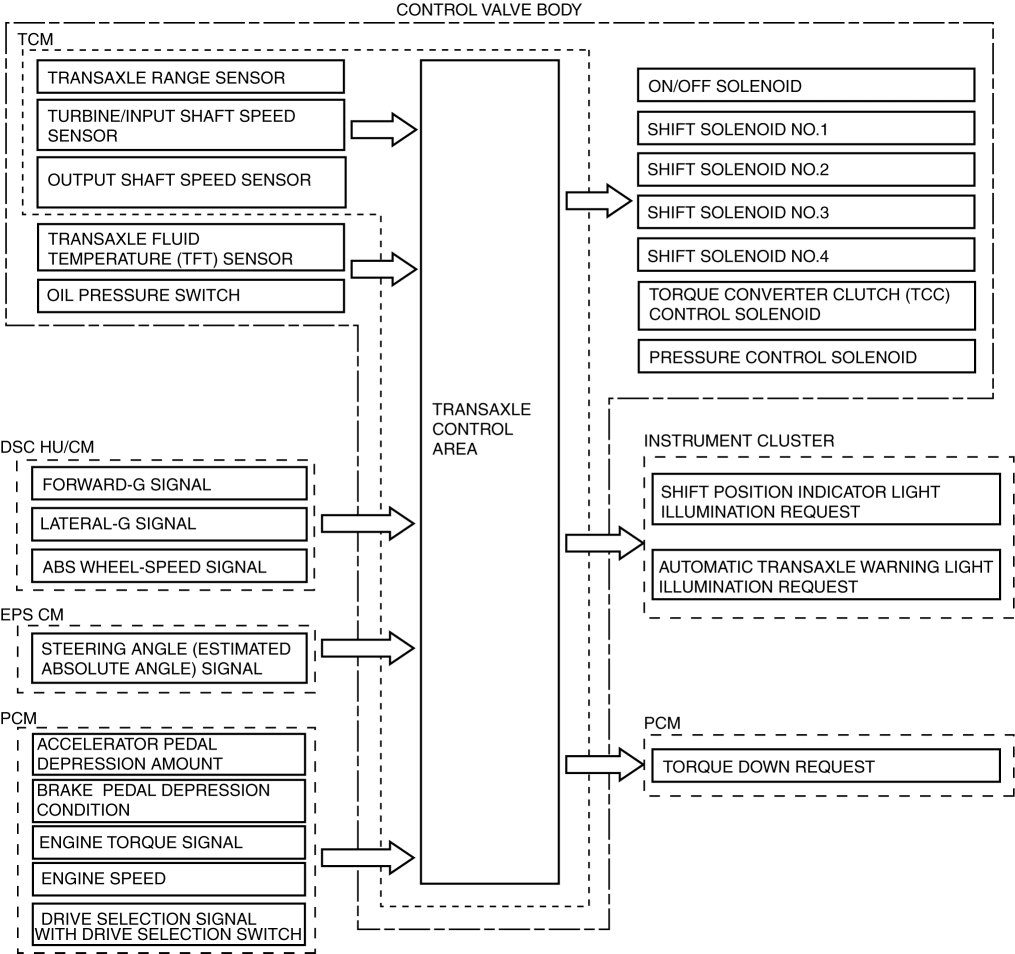 CONTROL VALVE BODY
TCM
TRANSAXLE RANGE SENSOR
TURBINE/INPUT SHAFT SPEED
SENSOR
OUTPUT SHAFT SPEED SENSOR
TRANSAXLE FLUID
TEMPERATURE (TFT) SENSOR
OIL PRESSURE SWITCH
DSC HU/CM
FORWARD-G SIGNAL
LATERAL-G SIGNAL
ABS WHEEL-SPEED SIGNAL
EPS CM
STEERING ANGLE (ESTIMATED
ABSOLUTE ANGLE) SIGNAL
PCM
ACCELERATOR PEDAL
DEPRESSION AMOUNT
BRAKE PEDAL DEPRESSION
CONDITION
ENGINE TORQUE SIGNAL
ENGINE SPEED
DRIVE SELECTION SIGNAL
WITH DRIVE SELECTION SWITCH
TRANSAXLE
CONTROL
AREA
ON/OFF SOLENOID
SHIFT SOLENOID NO.1
SHIFT SOLENOID NO.2
SHIFT SOLENOID NO.3
SHIFT SOLENOID NO.4
TORQUE CONVERTER CLUTCH (TCC)
CONTROL SOLENOID
PRESSURE CONTROL SOLENOID
INSTRUMENT CLUSTER
SHIFT POSITION INDICATOR LIGHT
ILLUMINATION REQUEST
AUTOMATIC TRANSAXLE WARNING LIGHT
ILLUMINATION REQUEST
PCM
TORQUE DOWN REQUEST